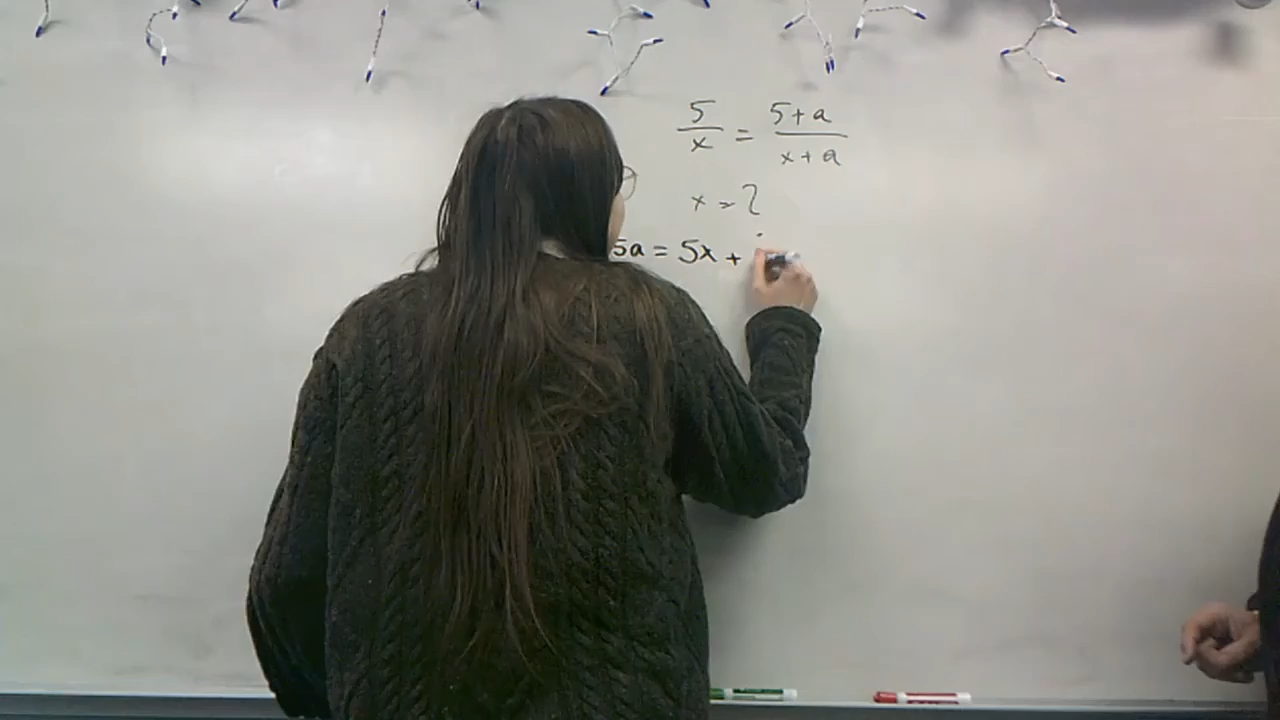 5/x = 5+a/x+a
x = ?
5a = 5x +